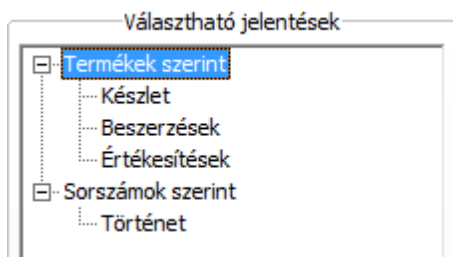 Választható jelentések
Termékek szerint
Készlet
Beszerzések
Értékesítések
Sorszámok szerint
Történet